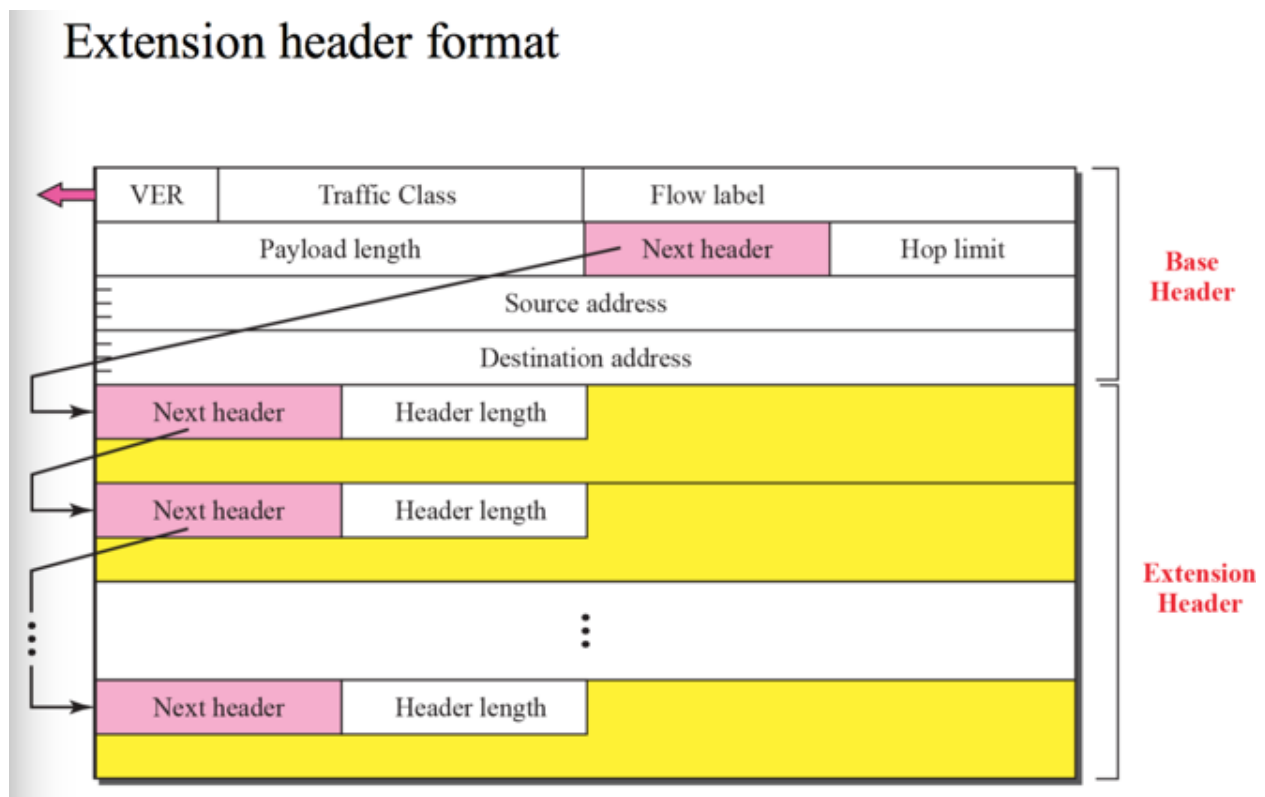 Extension header format
VER Traffic Class Flow label
Payload length Next header Hop limit
Base
Header
Source address
Destination address
Next header Header length
Next header Header length
Extension
Header
Next header Header length